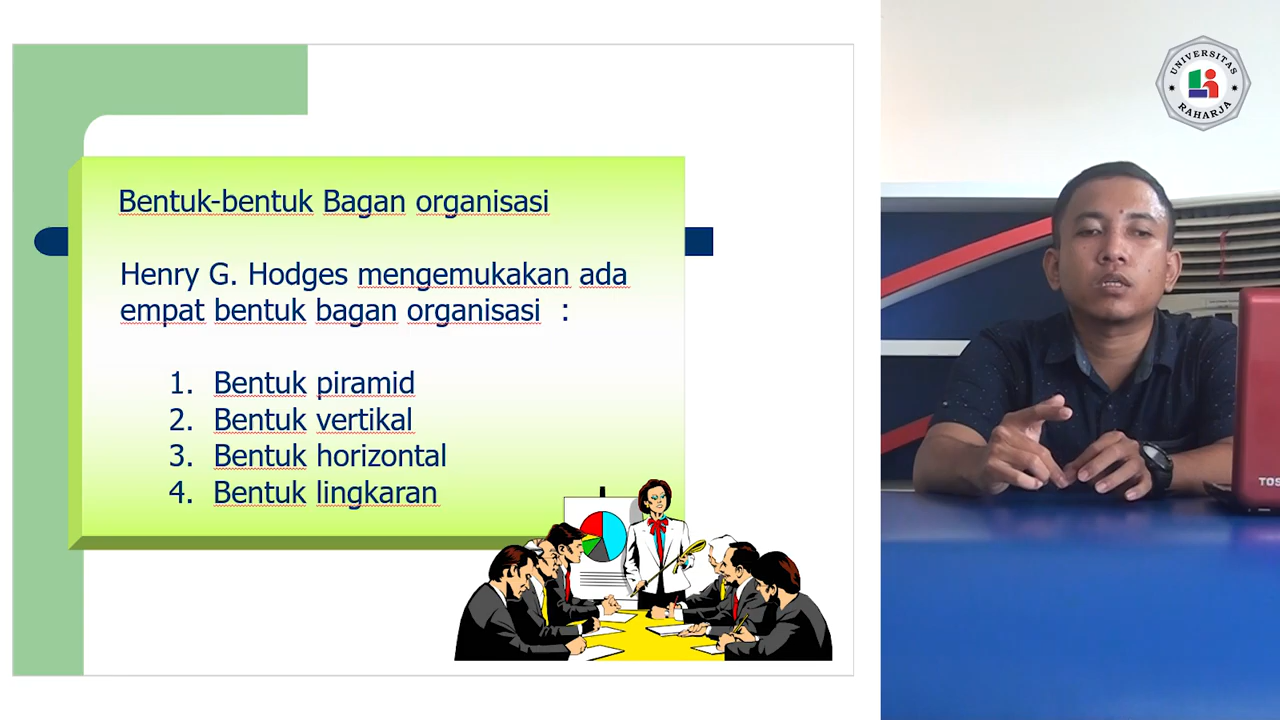 Bentuk-bentuk Bagan organisasi
Henry G. Hodges mengemukakan ada
empat bentuk bagan organisasi :
1. Bentuk piramid
2. Bentuk vertikal
3. Bentuk horizontal
4. Bentuk lingkaran
UNIVERSITAS
RAHARJA